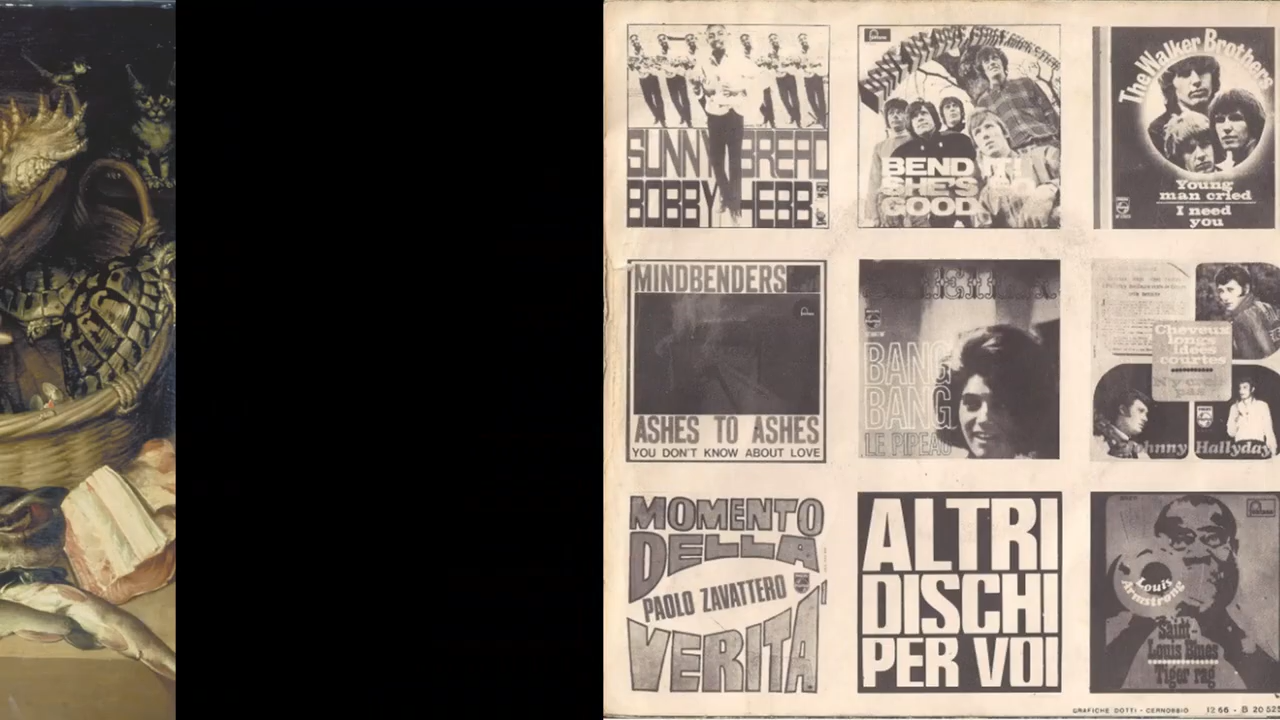 SUNNY BREAD
BOBBY HEBB
BEND IT!
SHE'S SO
GOOD
The Walker Brothers
Young
man cried
I need
you
MINDBENDERS
ASHES TO ASHES
YOU DON'T KNOW ABOUT LOVE
BANG
BANG
LE PIPEAU
Cheveux
longs
idées
courtes
Johnny Hallyday
MOMENTO
DELLA
PAOLO ZAVATTERO
VERITA'
ALTRI
DISCHI
PER VOI
Louis
Armstrong
Saint-
Louis Blues
Tiger rag
GRAFICHE DOTTI - CERNOBBIO 12 66 - B 20 525